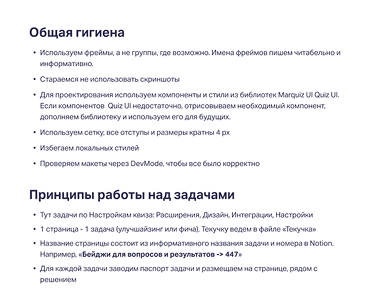 Общая гигиена
• Используем фреймы, а не группы, где возможно. Имена фреймов пишем читабельно и
информативно.
• Стараемся не использовать скриншоты
• Для проектирования используем компоненты и стили из библиотек Marquiz UI Quiz UI.
Если компонентов Quiz UI недостаточно, отрисовываем необходимый компонент,
дополняем библиотеку и используем его для будущих.
• Используем сетку, все отступы и размеры кратны 4 px
• Избегаем локальных стилей
• Проверяем макеты через DevMode, чтобы все было корректно
Принципы работы над задачами
• Тут задачи по Настройкам квиза: Расширения, Дизайн, Интеграции, Настройки
• 1 страница - 1 задача (улучшайзинг или фича). Текучку ведем в файле «Текучка»
• Название страницы состоит из информативного названия задачи и номера в Notion.
Например, «Бейджи для вопросов и результатов -> 447»
• Для каждой задачи заводим паспорт задачи и размещаем на странице, рядом с
решением